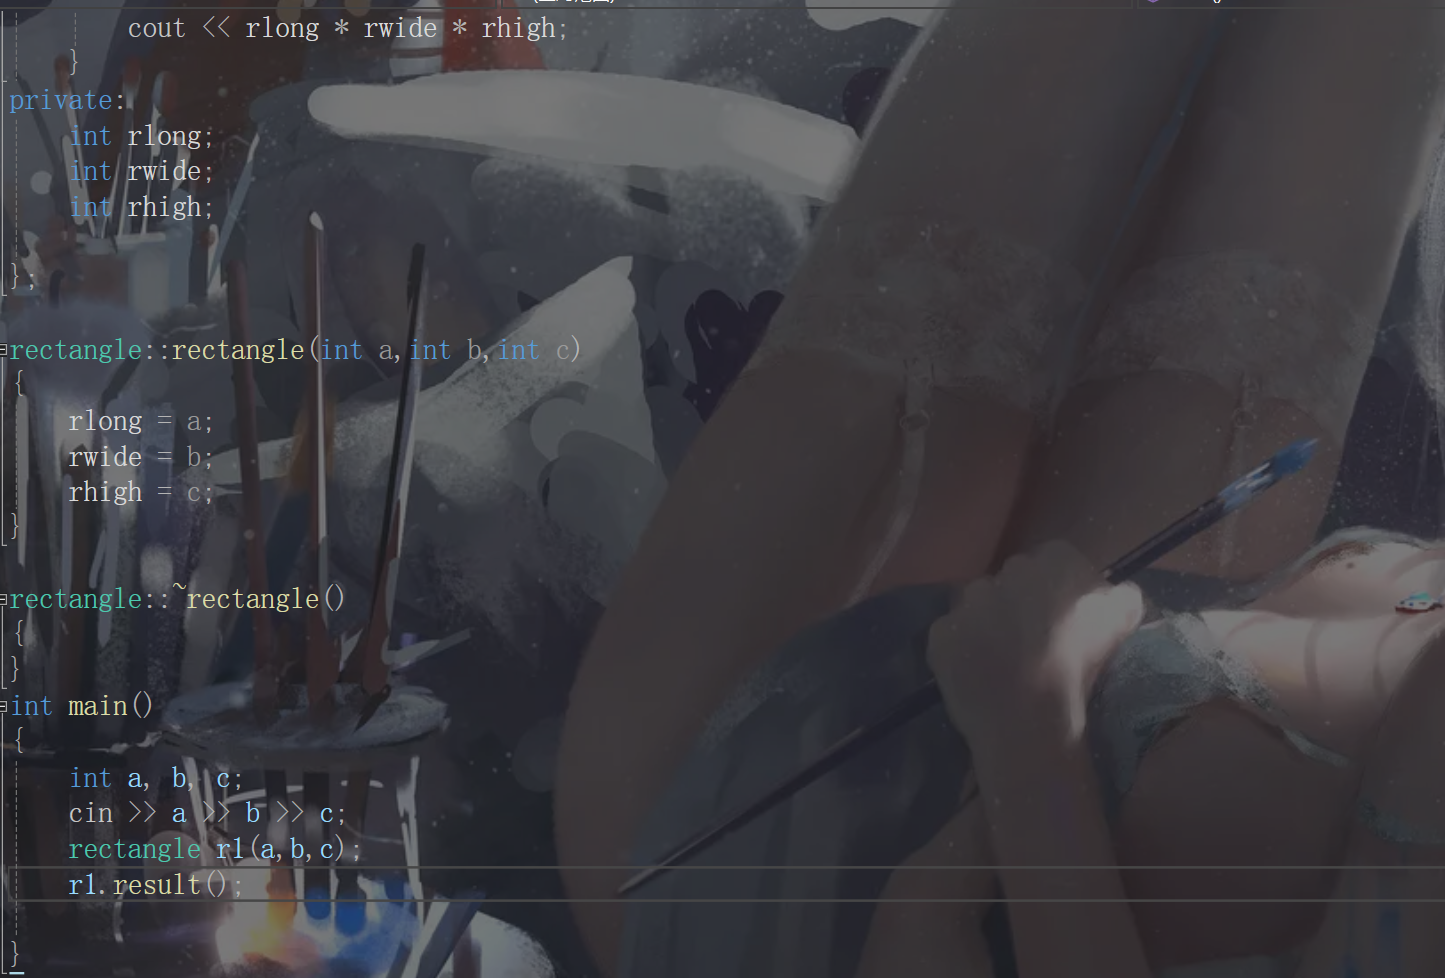 cout << rlong * rwide * rhigh;
}
private:
int rlong;
int rwide;
int rhigh;
};
rectangle::rectangle(int a,int b,int c)
{
rlong = a;
rwide = b;
rhigh = c;
}
rectangle::~rectangle()
{
}
int main()
{
int a, b, c;
cin >> a >> b >> c;
rectangle r1(a,b,c);
r1.result();
}